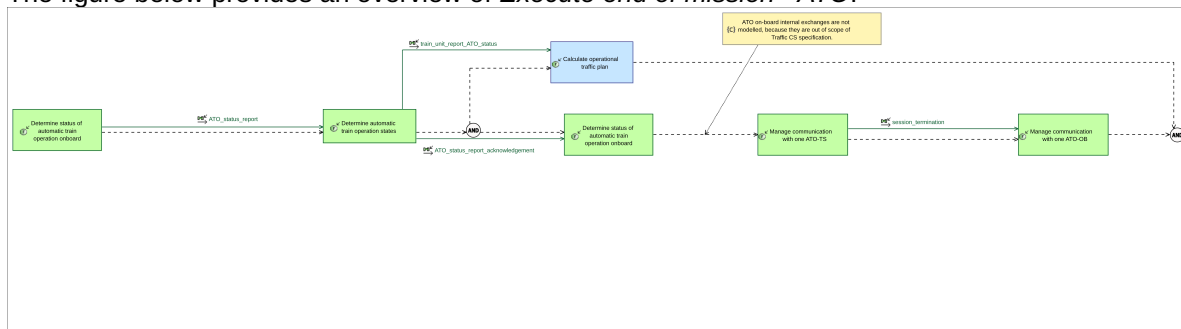 The figure below provides an overview of Execute end of mission - ATO.
ATO on-board internal exchanges are not
{C} modelled, because they are out of scope of
Traffic CS specification.
train_unit_report_ATO_status
Calculate operational
traffic plan
Determine status of
automatic train
operation onboard
ATO_status_report
Determine automatic
train operation states
AND
ATO_status_report_acknowledgement
Determine status of
automatic train
operation onboard
Manage communication
with one ATO-TS
session_termination
Manage communication
with one ATO-OB
AND